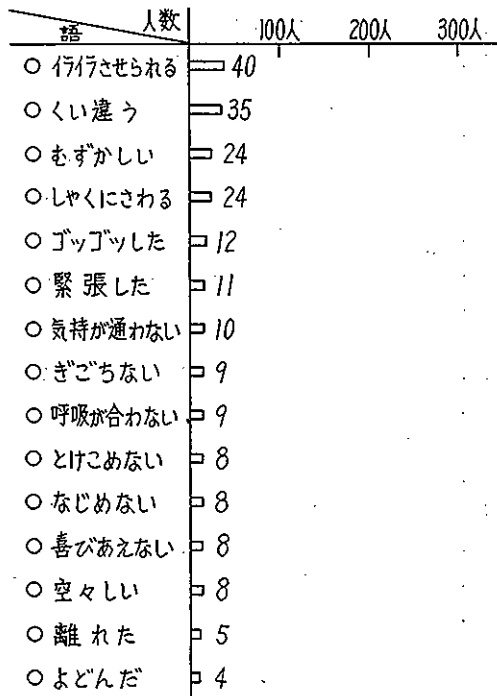 語 人数 100人 200人 300人
○ イライラさせられる 40
○ くい違う 35
○ むずかしい 24
○ しゃくにさわる 24
○ ゴツゴツした 12
○ 緊張した 11
○ 気持が通わない 10
○ ぎごちない 9
○ 呼吸が合わない 9
○ とけこめない 8
○ なじめない 8
○ 喜びあえない 8
○ 空々しい 8
○ 離れた 5
○ よどんだ 4